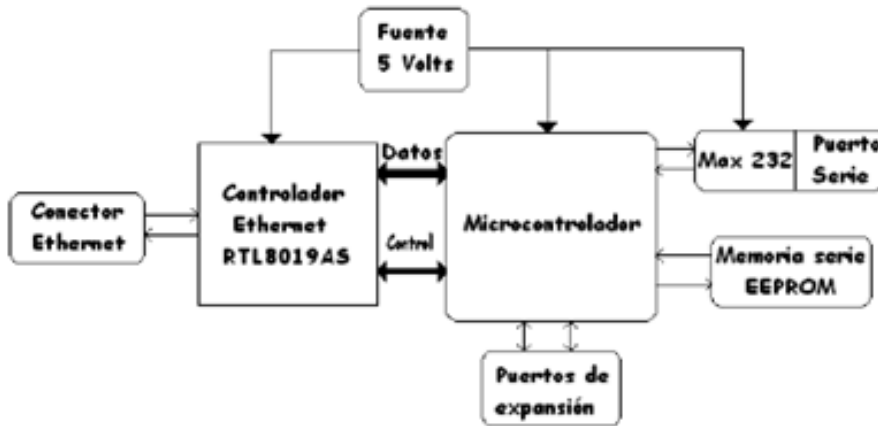 Fuente
5 Volts
Datos
Control
Conector
Ethernet
Controlador
Ethernet
RTL8019AS
Microcontrolador
Max 232
Puerto
Serie
Memoria serie
EEPROM
Puertos de
expansión